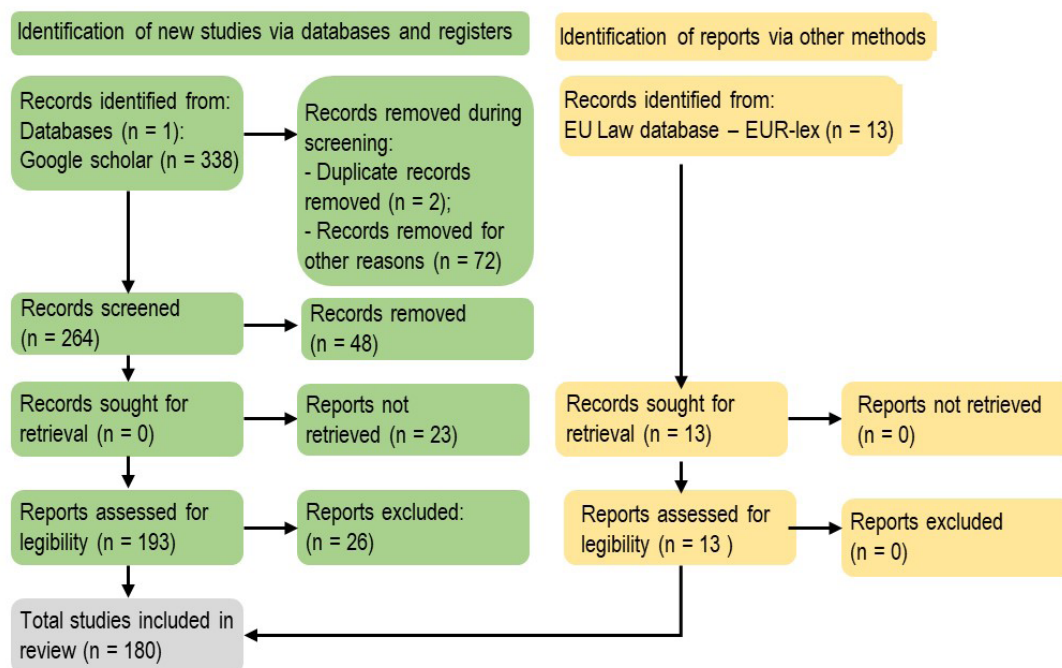 Identification of new studies via databases and registers
Identification of reports via other methods
Records identified from:
Databases (n = 1):
Google scholar (n = 338)
Records removed during
screening:
- Duplicate records
removed (n = 2);
- Records removed for
other reasons (n = 72)
Records identified from:
EU Law database – EUR-lex (n = 13)
Records screened
(n = 264)
Records removed
(n = 48)
Records sought for
retrieval (n = 0)
Reports not
retrieved (n = 23)
Records sought for
retrieval (n = 13)
Reports not retrieved
(n = 0)
Reports assessed for
legibility (n = 193)
Reports excluded:
(n = 26)
Reports assessed for
legibility (n = 13 )
Reports excluded
(n = 0)
Total studies included in
review (n = 180)